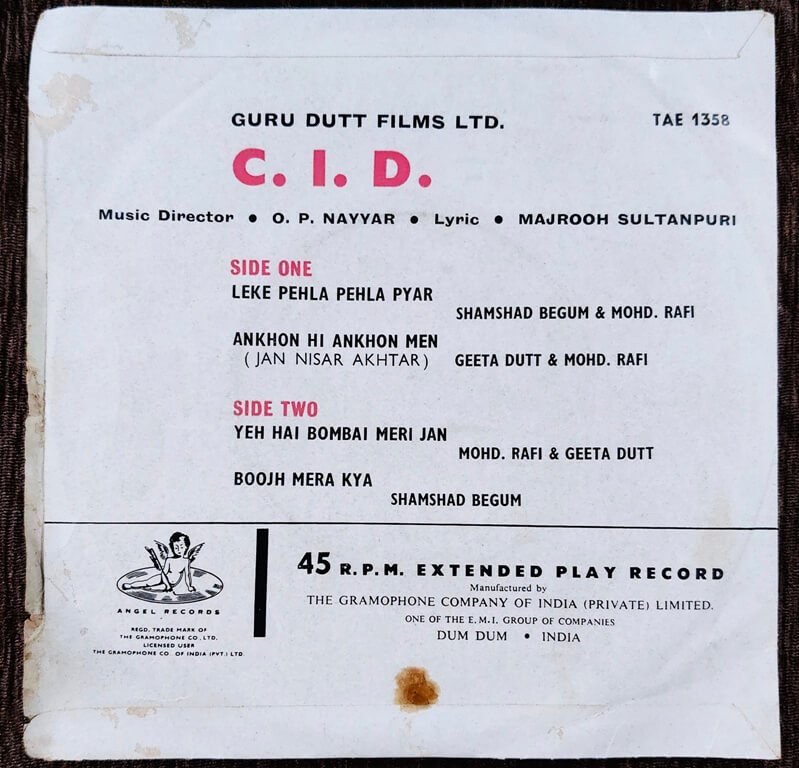 GURU DUTT FILMS LTD.
TAE 1358
C. I. D.
Music Director • O. P. NAYYAR • Lyric • MAJROOH SULTANPURI
SIDE ONE
LEKE PEHLA PEHLA PYAR
SHAMSHAD BEGUM & MOHD. RAFI
ANKHON HI ANKHON MEN
(JAN NISAR AKHTAR) GEETA DUTT & MOHD. RAFI
SIDE TWO
YEH HAI BOMBAI MERI JAN
MOHD. RAFI & GEETA DUTT
BOOJH MERA KYA
SHAMSHAD BEGUM
ANGEL RECORDS
REGD. TRADE MARK OF
THE GRAMOPHONE CO. LTD.
LICENSED USER
THE GRAMOPHONE CO. OF INDIA (PVT.) LTD.
45 R.P.M. EXTENDED PLAY RECORD
Manufactured by
THE GRAMOPHONE COMPANY OF INDIA (PRIVATE) LIMITED.
ONE OF THE E.M.I. GROUP OF COMPANIES
DUM DUM • INDIA